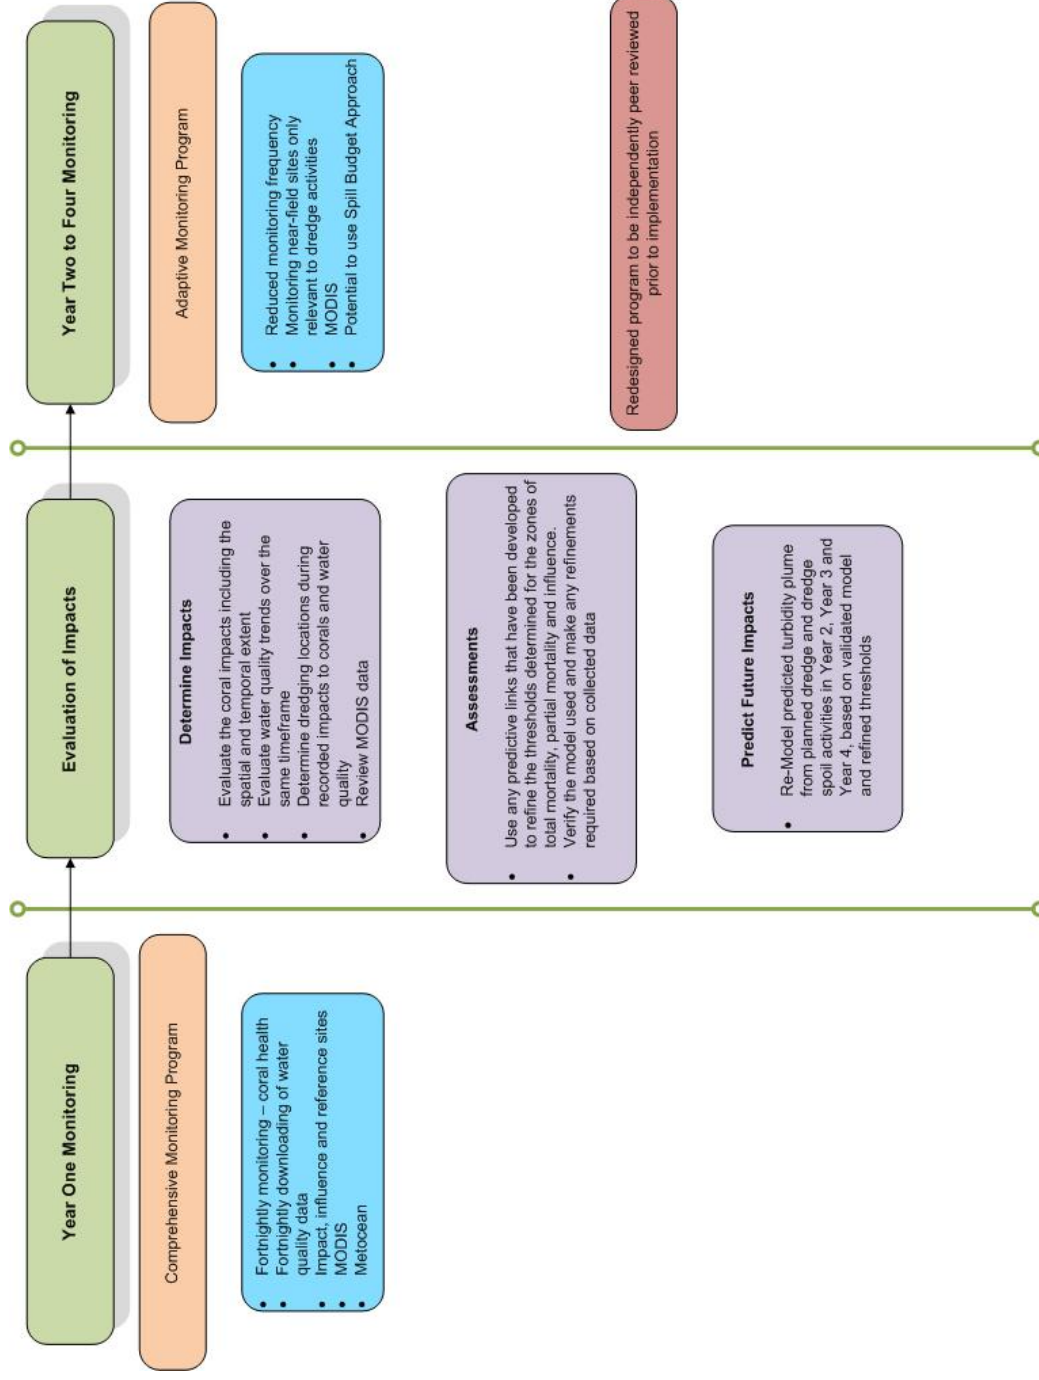 Year One Monitoring
Comprehensive Monitoring Program
• Fortnightly monitoring – coral health
• Fortnightly downloading of water
quality data
• Impact, influence and reference sites
• MODIS
• Metocean
Evaluation of Impacts
Determine Impacts
• Evaluate the coral impacts including the
spatial and temporal extent
• Evaluate water quality trends over the
same timeframe
• Determine dredging locations during
recorded impacts to corals and water
quality
• Review MODIS data
Assessments
• Use any predictive links that have been developed
to refine the thresholds determined for the zones of
total mortality, partial mortality and influence.
• Verify the model used and make any refinements
required based on collected data
Predict Future Impacts
• Re-Model predicted turbidity plume
from planned dredge and dredge
spoil activities in Year 2, Year 3 and
Year 4, based on validated model
and refined thresholds
Year Two to Four Monitoring
Adaptive Monitoring Program
• Reduced monitoring frequency
• Monitoring near-field sites only
relevant to dredge activities
• MODIS
• Potential to use Spill Budget Approach
Redesigned program to be independently peer reviewed
prior to implementation